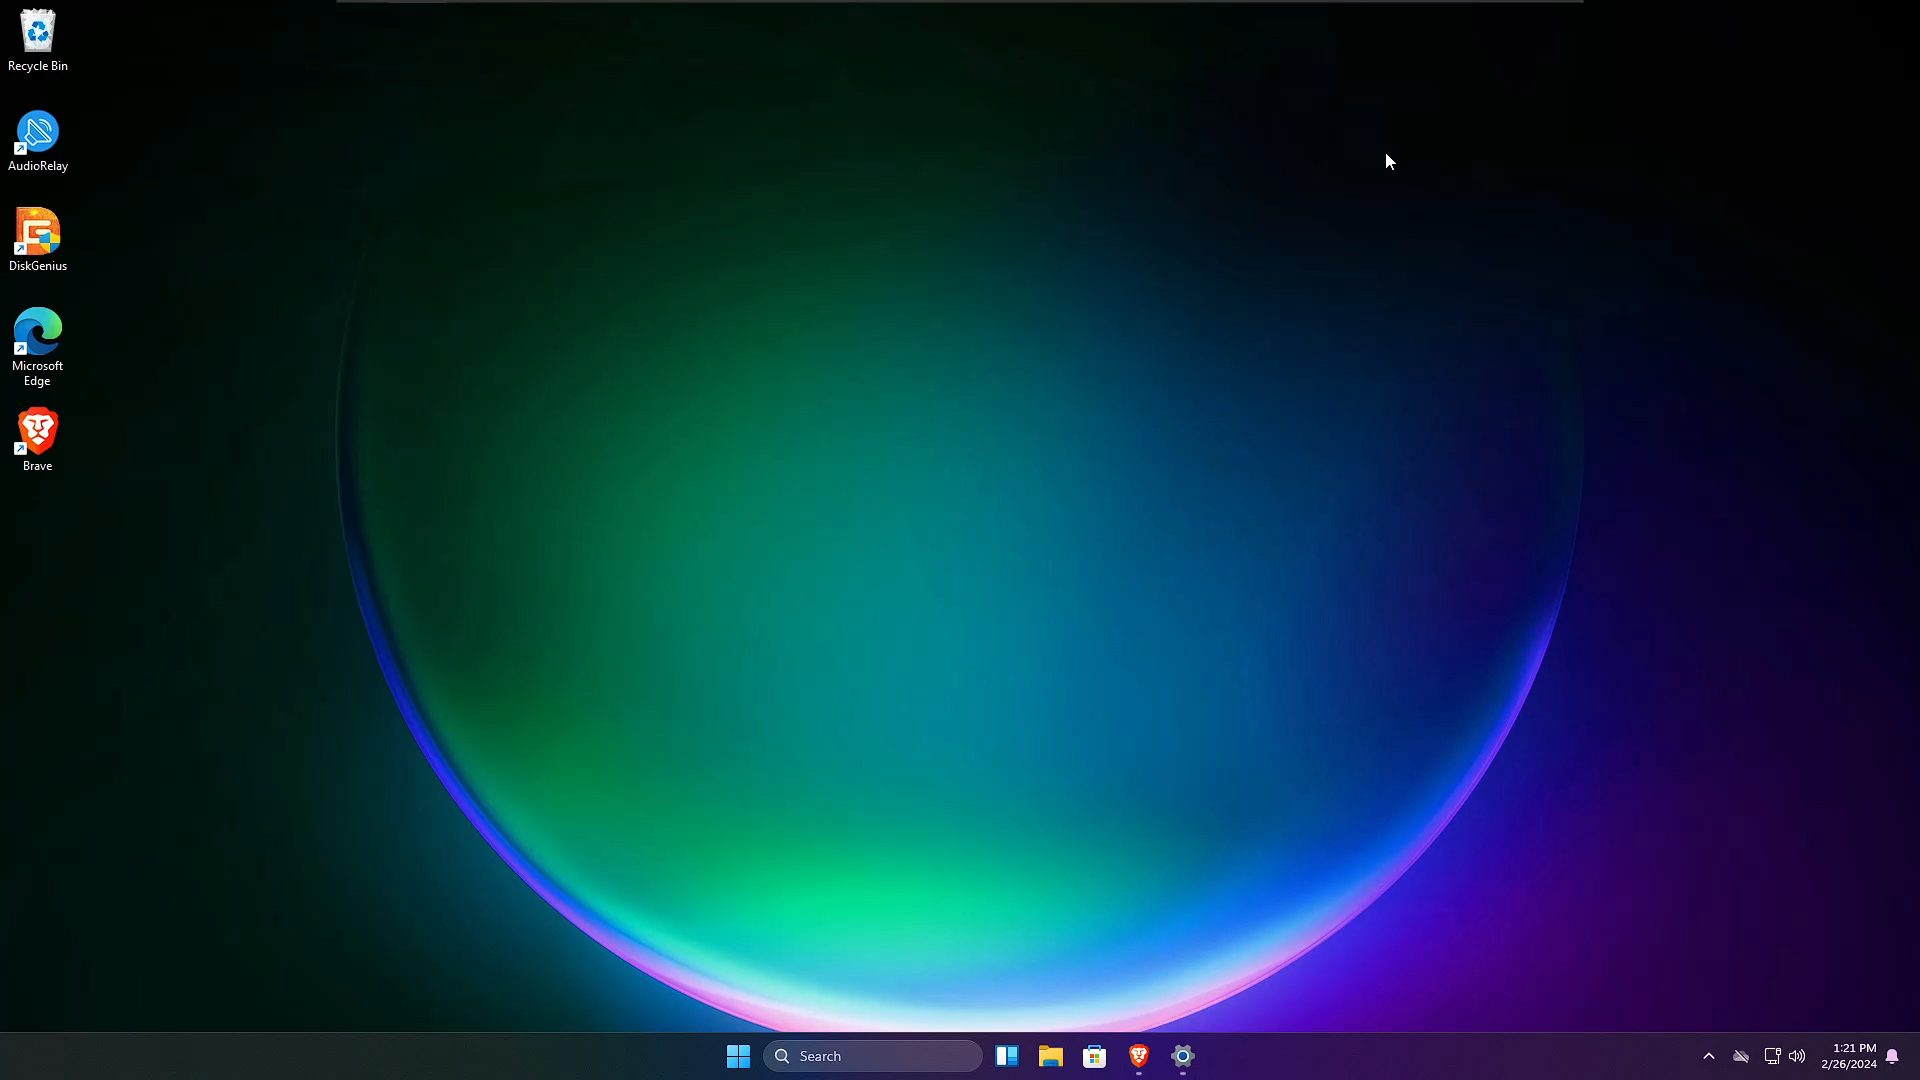 Recycle Bin
AudioRelay
DiskGenius
Microsoft
Edge
Brave
Search
1:21 PM
2/26/2024